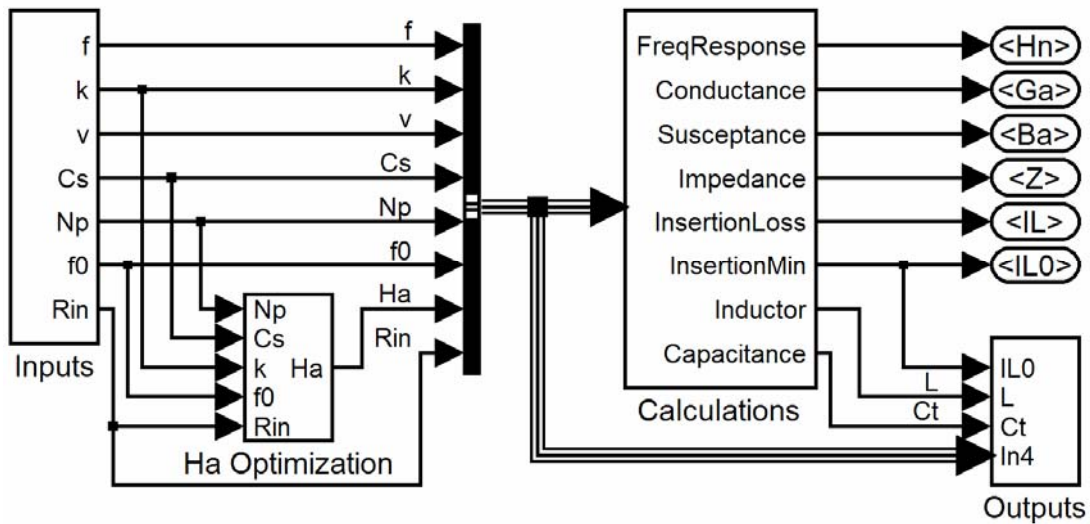 f
k
v
Cs
Np
f0
Rin
Inputs
f
k
v
Cs
Np
f0
Ha
Rin
Np
Cs
k
f0
Rin
Ha
Ha Optimization
FreqResponse
Conductance
Susceptance
Impedance
InsertionLoss
InsertionMin
Inductor
Capacitance
Calculations
<Hn>
<Ga>
<Ba>
<Z>
<IL>
<IL0>
L
Ct
IL0
L
Ct
In4
Outputs